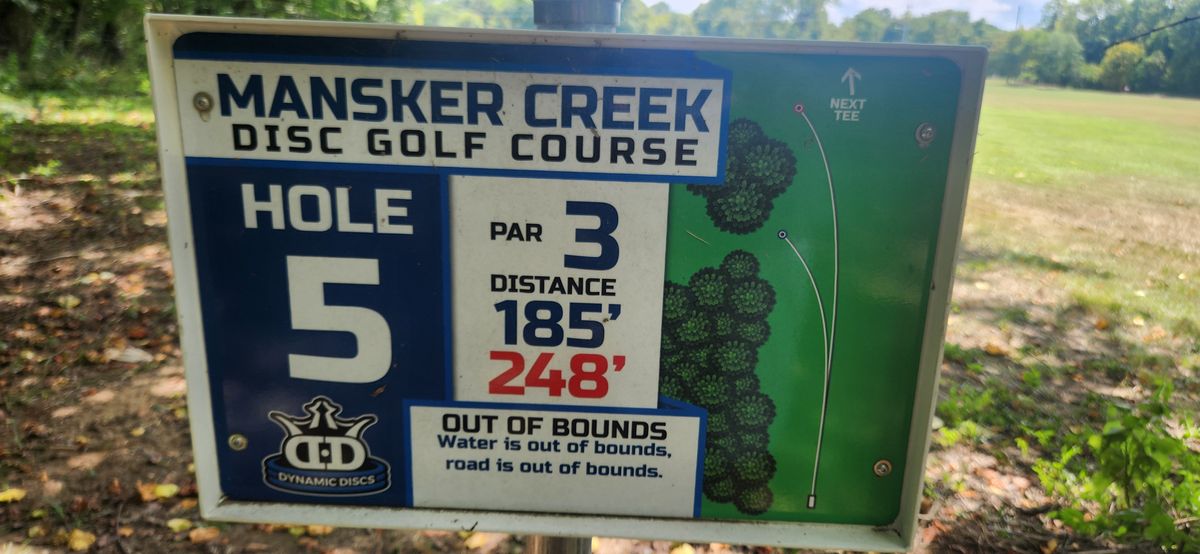 MANSKER CREEK
DISC GOLF COURSE
HOLE
5
PAR 3
DISTANCE
185’
248’
OUT OF BOUNDS
Water is out of bounds,
road is out of bounds.
D D
DYNAMIC DISCS
NEXT
TEE